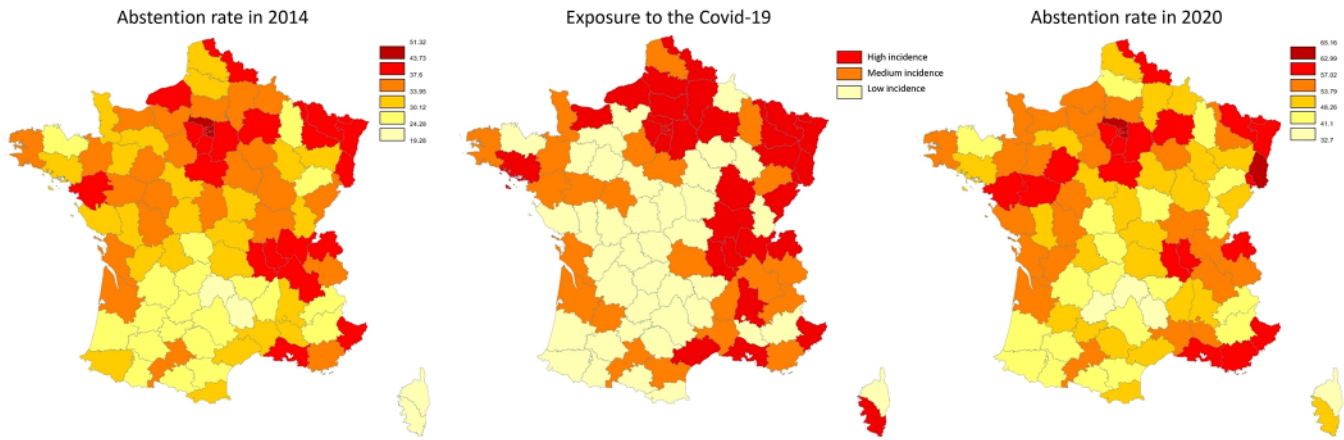 Abstention rate in 2014
51.32
43.73
37.6
33.95
30.12
24.28
19.28
Exposure to the Covid-19
High incidence
Medium incidence
Low incidence
Abstention rate in 2020
65.16
62.99
57.02
53.79
48.26
41.1
32.7